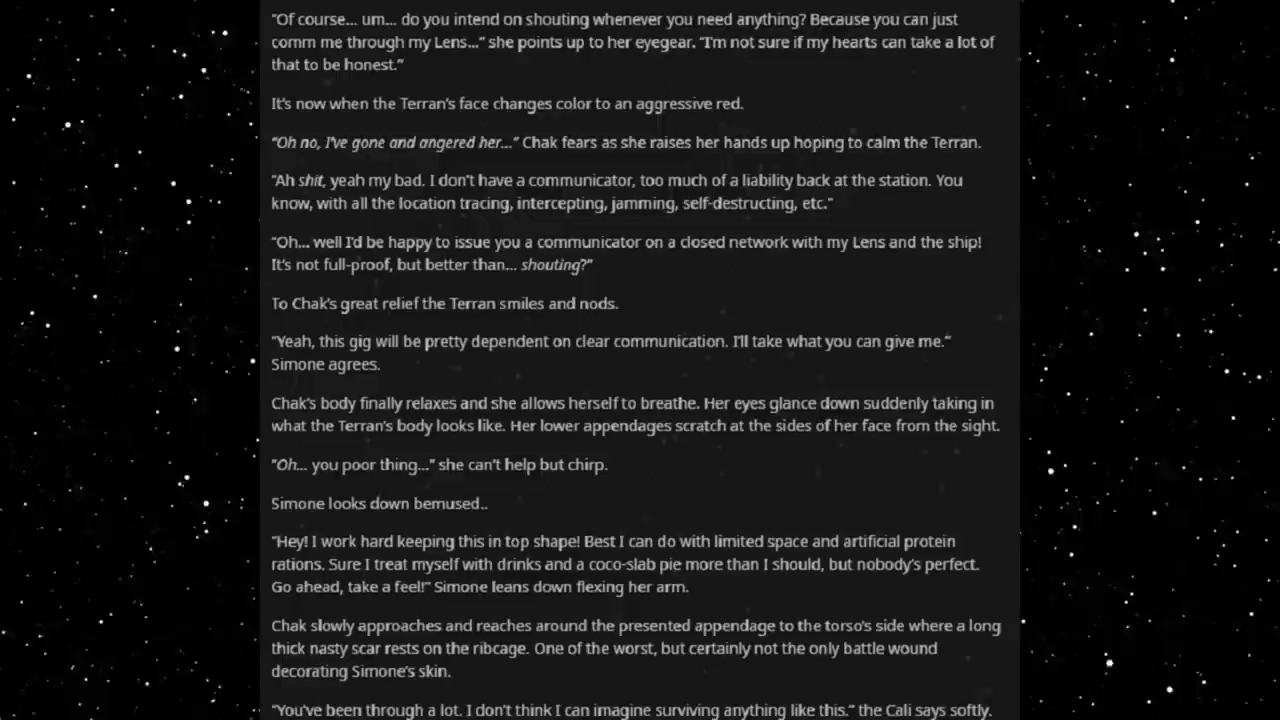 “Of course... um... do you intend on shouting whenever you need anything? Because you can just
comm me through my Lens...” she points up to her eyegear. “I’m not sure if my hearts can take a lot of
that to be honest.”
It’s now when the Terran’s face changes color to an aggressive red.
“Oh no, I’ve gone and angered her...” Chak fears as she raises her hands up hoping to calm the Terran.
“Ah shit, yeah my bad. I don’t have a communicator, too much of a liability back at the station. You
know, with all the location tracing, intercepting, jamming, self-destructing, etc.”
“Oh... well I’d be happy to issue you a communicator on a closed network with my Lens and the ship!
It’s not full-proof, but better than... shouting?”
To Chak’s great relief the Terran smiles and nods.
“Yeah, this gig will be pretty dependent on clear communication. I’ll take what you can give me.”
Simone agrees.
Chak’s body finally relaxes and she allows herself to breathe. Her eyes glance down suddenly taking in
what the Terran’s body looks like. Her lower appendages scratch at the sides of her face from the sight.
“Oh... you poor thing...” she can’t help but chirp.
Simone looks down bemused..
“Hey! I work hard keeping this in top shape! Best I can do with limited space and artificial protein
rations. Sure I treat myself with drinks and a coco-slab pie more than I should, but nobody’s perfect.
Go ahead, take a feel!” Simone leans down flexing her arm.
Chak slowly approaches and reaches around the presented appendage to the torso’s side where a long
thick nasty scar rests on the ribcage. One of the worst, but certainly not the only battle wound
decorating Simone’s skin.
“You’ve been through a lot. I don’t think I can imagine surviving anything like this.” the Cali says softly.